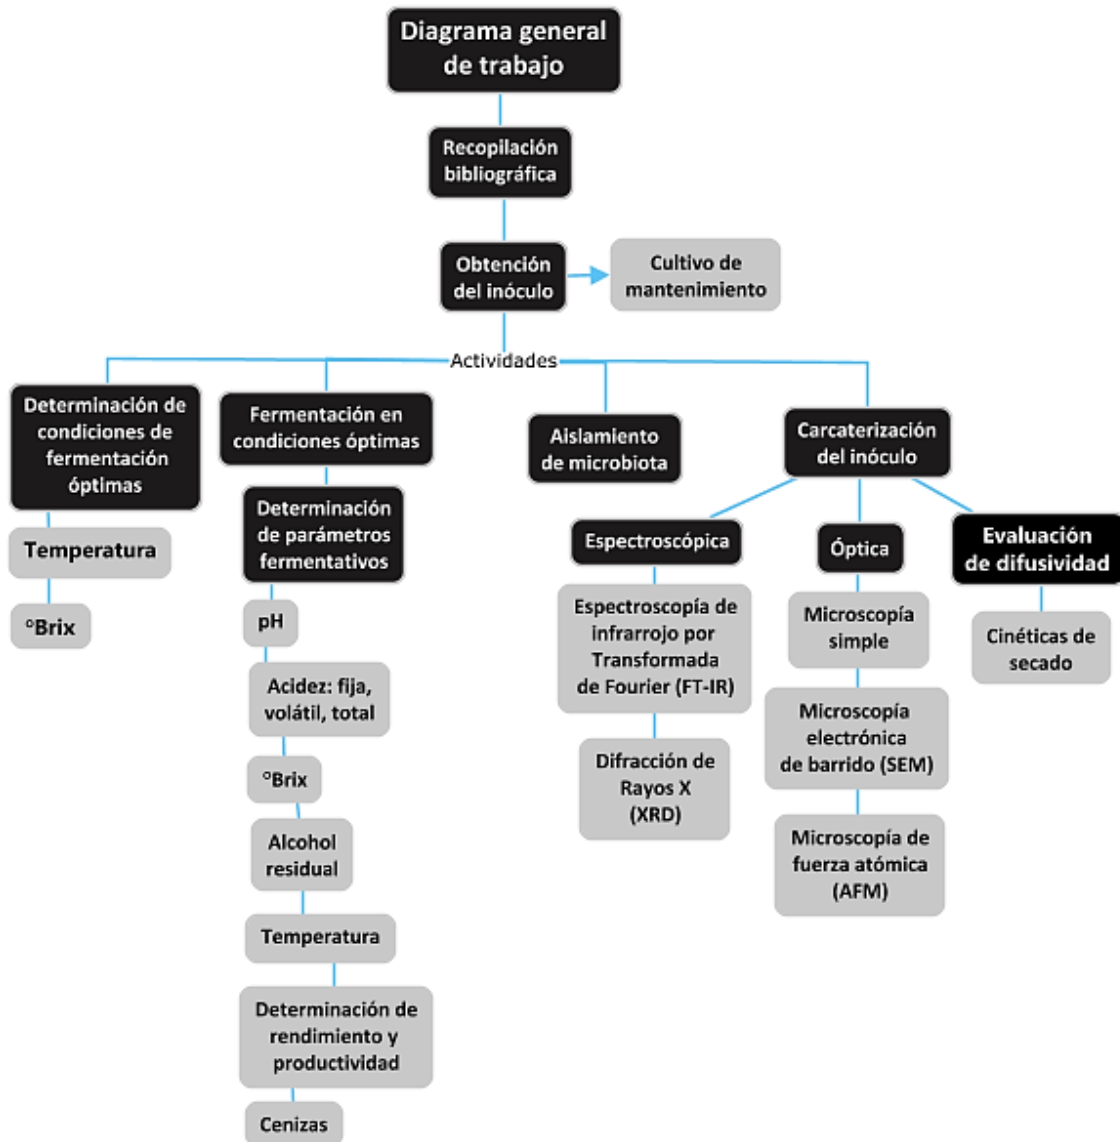 Diagrama general
de trabajo
Recopilación
bibliográfica
Obtención
del inóculo
Cultivo de
mantenimiento
Actividades
Determinación de
condiciones de
fermentación
óptimas
Temperatura
°Brix
Fermentación en
condiciones óptimas
Determinación
de parámetros
fermentativos
pH
Acidez: fija,
volátil, total
°Brix
Alcohol
residual
Temperatura
Determinación de
rendimiento y
productividad
Cenizas
Aislamiento
de microbiota
Carcaterización
del inóculo
Espectroscópica
Espectroscopía de
infrarrojo por
Transformada
de Fourier (FT-IR)
Difracción de
Rayos X
(XRD)
Óptica
Microscopía
simple
Microscopía
electrónica
de barrido (SEM)
Microscopía de
fuerza atómica
(AFM)
Evaluación
de difusividad
Cinéticas de
secado